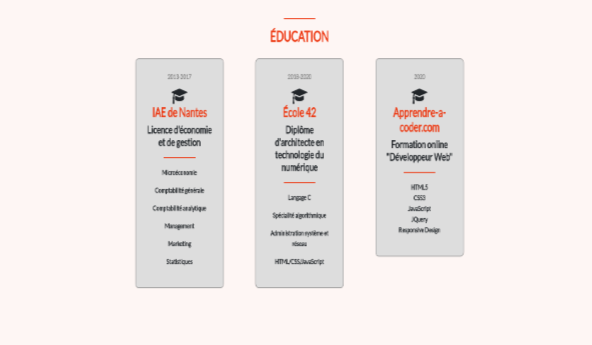 ÉDUCATION
2013-2017
IAE de Nantes
Licence d'économie
et de gestion
Microéconomie
Comptabilité générale
Comptabilité analytique
Management
Marketing
Statistiques
2019-2020
École 42
Diplôme
d'architecte en
technologie du
numérique
Langage C
Spécialité algorithmique
Administration système et
réseau
HTML/CSS/JavaScript
2020
Apprendre-a-
coder.com
Formation online
"Développeur Web"
HTML5
CSS3
JavaScript
JQuery
Responsive Design